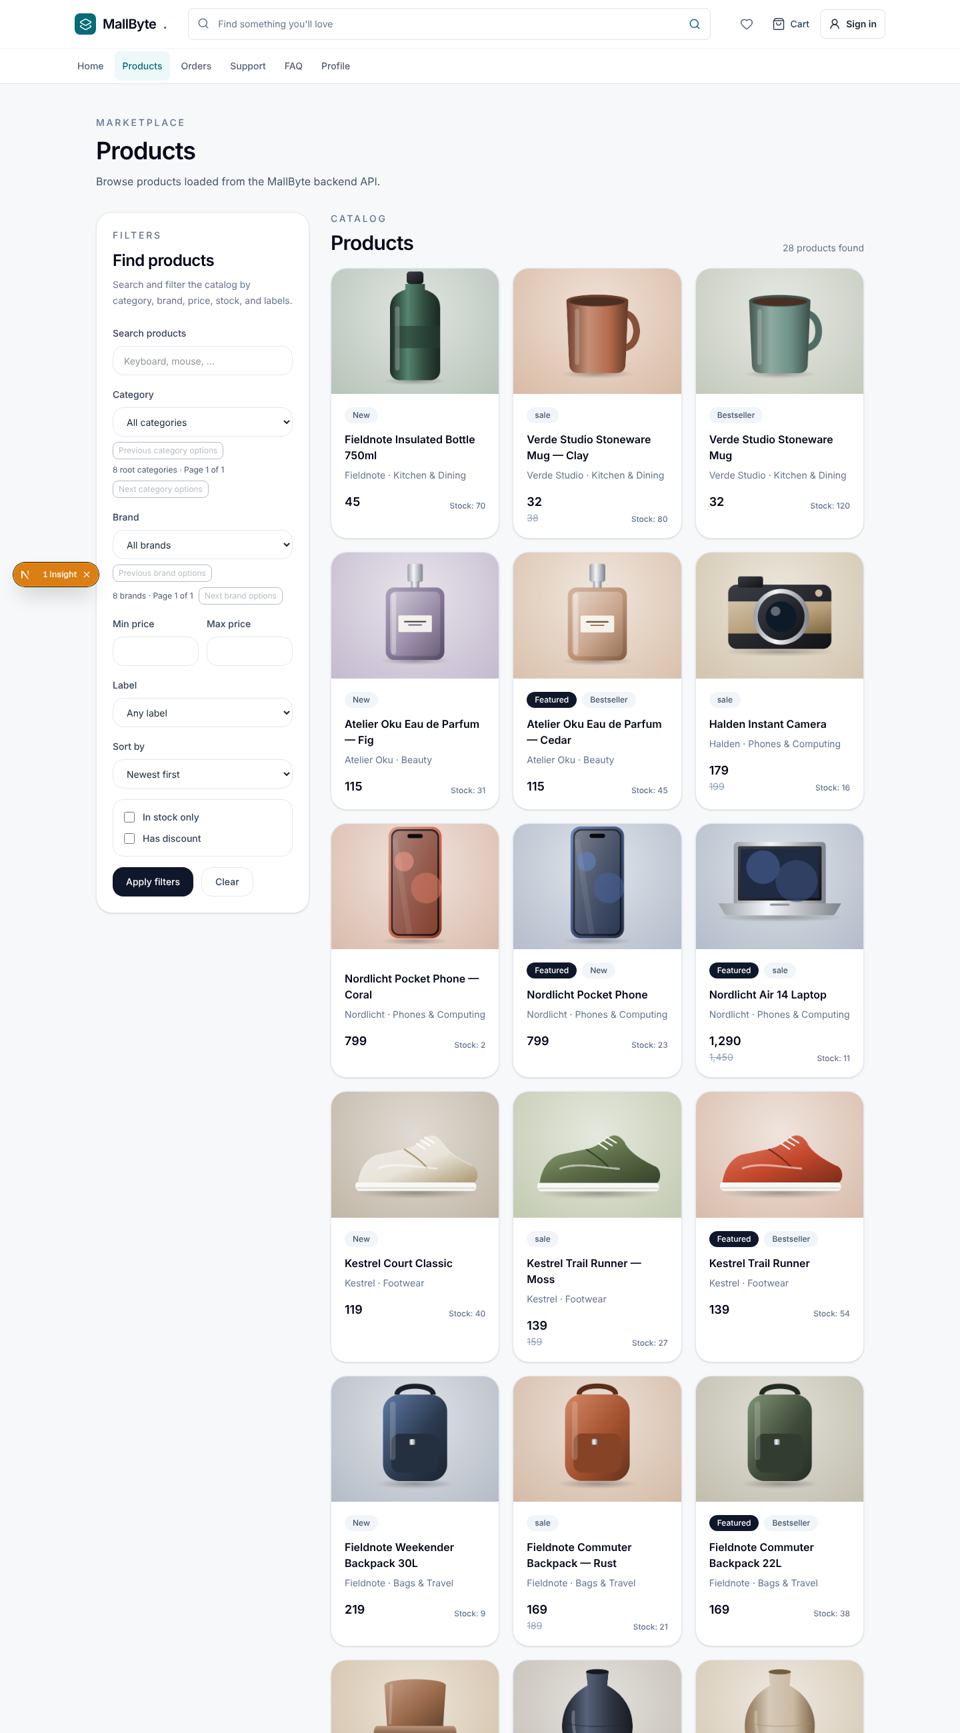 MallByte .
Find something you'll love
Cart
Sign in
Home
Products
Orders
Support
FAQ
Profile
MARKETPLACE
Products
Browse products loaded from the MallByte backend API.
FILTERS
Find products
Search and filter the catalog by
category, brand, price, stock, and labels.
Search products
Keyboard, mouse, ...
Category
All categories
Previous category options
8 root categories · Page 1 of 1
Next category options
Brand
All brands
Previous brand options
8 brands · Page 1 of 1
Next brand options
Min price
Max price
Label
Any label
Sort by
Newest first
In stock only
Has discount
Apply filters
Clear
N
1 Insight
CATALOG
Products
28 products found
New
Fieldnote Insulated Bottle
750ml
Fieldnote · Kitchen & Dining
45
Stock: 70
sale
Verde Studio Stoneware
Mug — Clay
Verde Studio · Kitchen & Dining
32
38
Stock: 80
Bestseller
Verde Studio Stoneware
Mug
Verde Studio · Kitchen & Dining
32
Stock: 120
New
Atelier Oku Eau de Parfum
— Fig
Atelier Oku · Beauty
115
Stock: 31
Featured
Bestseller
Atelier Oku Eau de Parfum
— Cedar
Atelier Oku · Beauty
115
Stock: 45
sale
Halden Instant Camera
Halden · Phones & Computing
179
199
Stock: 16
Nordlicht Pocket Phone —
Coral
Nordlicht · Phones & Computing
799
Stock: 2
Featured
New
Nordlicht Pocket Phone
Nordlicht · Phones & Computing
799
Stock: 23
Featured
sale
Nordlicht Air 14 Laptop
Nordlicht · Phones & Computing
1,290
1,450
Stock: 11
New
Kestrel Court Classic
Kestrel · Footwear
119
Stock: 40
sale
Kestrel Trail Runner —
Moss
Kestrel · Footwear
139
159
Stock: 27
Featured
Bestseller
Kestrel Trail Runner
Kestrel · Footwear
139
Stock: 54
New
Fieldnote Weekender
Backpack 30L
Fieldnote · Bags & Travel
219
Stock: 9
sale
Fieldnote Commuter
Backpack — Rust
Fieldnote · Bags & Travel
169
189
Stock: 21
Featured
Bestseller
Fieldnote Commuter
Backpack 22L
Fieldnote · Bags & Travel
169
Stock: 38